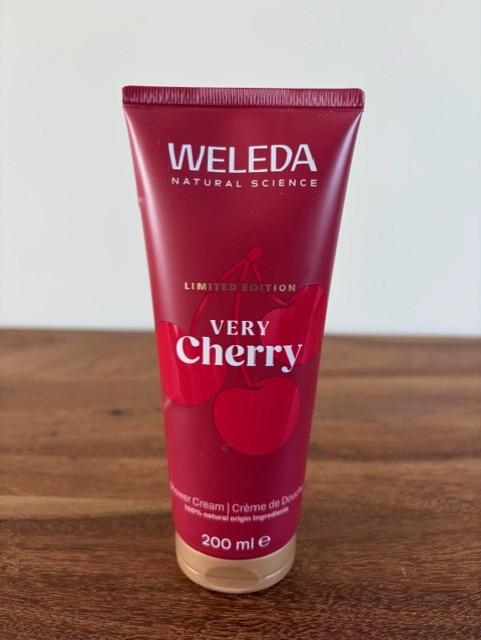 WELEDA
NATURAL SCIENCE
LIMITED EDITION
VERY
Cherry
Shower Cream | Crème de Douche
100% natural origin ingredients
200 ml ℮